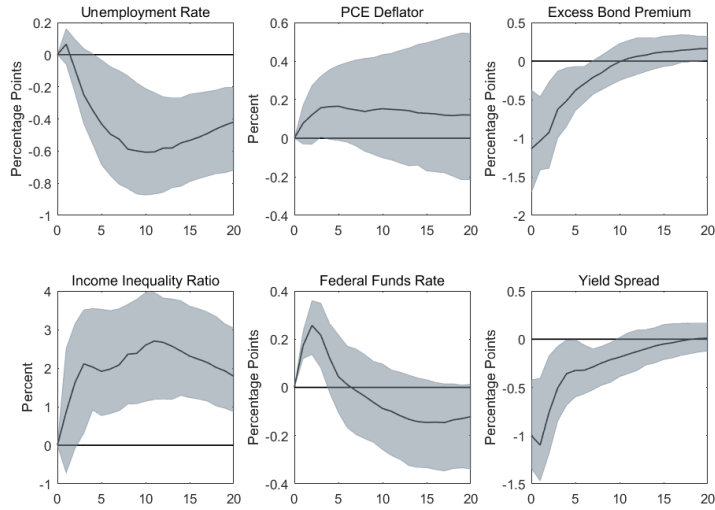 Unemployment Rate
Percentage Points
0.2
0
-0.2
-0.4
-0.6
-0.8
-1
0 5 10 15 20
PCE Deflator
Percent
0.6
0.4
0.2
0
-0.2
-0.4
0 5 10 15 20
Excess Bond Premium
Percentage Points
0.5
0
-0.5
-1
-1.5
-2
0 5 10 15 20
Income Inequality Ratio
Percent
4
3
2
1
0
-1
0 5 10 15 20
Federal Funds Rate
Percentage Points
0.4
0.2
0
-0.2
-0.4
0 5 10 15 20
Yield Spread
Percentage Points
0.5
0
-0.5
-1
-1.5
0 5 10 15 20